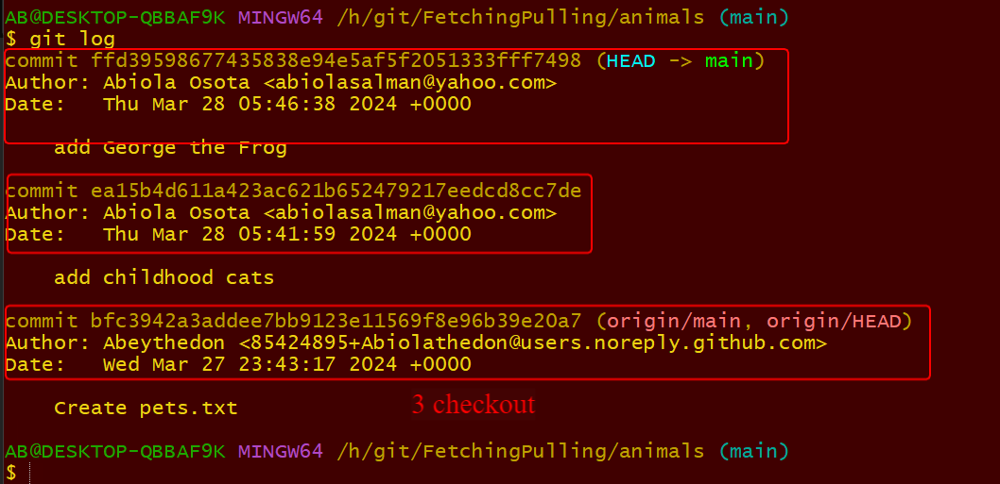 AB@DESKTOP-QBBAF9K MINGW64 /h/git/FetchingPulling/animals (main)
$ git log
commit ffd39598677435838e94e5af5f2051333fff7498 (HEAD -> main)
Author: Abiola Osota <abiolasalman@yahoo.com>
Date:   Thu Mar 28 05:46:38 2024 +0000
    add George the Frog
commit ea15b4d611a423ac621b652479217eedcd8cc7de
Author: Abiola Osota <abiolasalman@yahoo.com>
Date:   Thu Mar 28 05:41:59 2024 +0000
    add childhood cats
commit bfc3942a3addee7bb9123e11569f8e96b39e20a7 (origin/main, origin/HEAD)
Author: Abeythedon <85424895+Abiolathedon@users.noreply.github.com>
Date:   Wed Mar 27 23:43:17 2024 +0000
    Create pets.txt
3 checkout
AB@DESKTOP-QBBAF9K MINGW64 /h/git/FetchingPulling/animals (main)
$